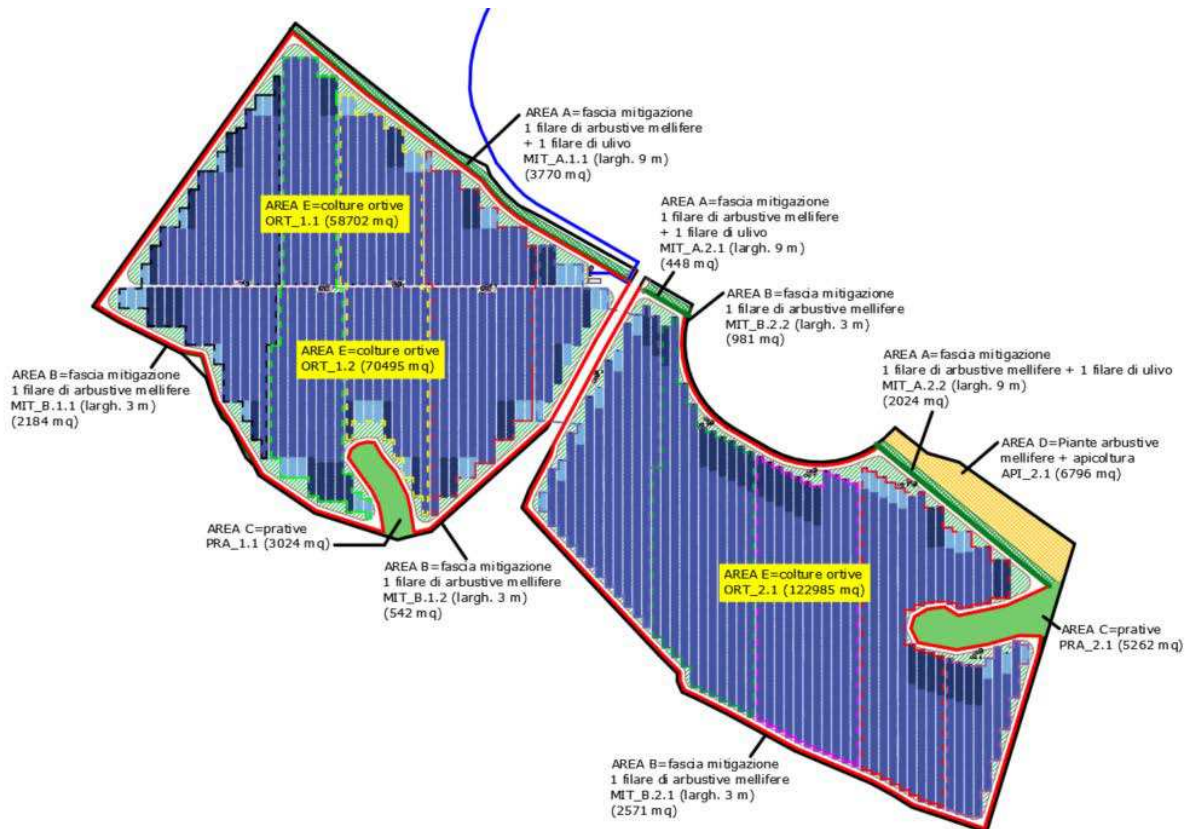 AREA A=fascia mitigazione
1 filare di arbustive mellifere
+ 1 filare di ulivo
MIT_A.1.1 (largh. 9 m)
(3770 mq)
AREA E=colture ortive
ORT_1.1 (58702 mq)
AREA A=fascia mitigazione
1 filare di arbustive mellifere
+ 1 filare di ulivo
MIT_A.2.1 (largh. 9 m)
(448 mq)
AREA B=fascia mitigazione
1 filare di arbustive mellifere
MIT_B.2.2 (largh. 3 m)
(981 mq)
AREA E=colture ortive
ORT_1.2 (70495 mq)
AREA B=fascia mitigazione
1 filare di arbustive mellifere
MIT_B.1.1 (largh. 3 m)
(2184 mq)
AREA A=fascia mitigazione
1 filare di arbustive mellifere + 1 filare di ulivo
MIT_A.2.2 (largh. 9 m)
(2024 mq)
AREA D=Piante arbustive
mellifere + apicoltura
API_2.1 (6796 mq)
AREA C=prative
PRA_1.1 (3024 mq)
AREA B=fascia mitigazione
1 filare di arbustive mellifere
MIT_B.1.2 (largh. 3 m)
(542 mq)
AREA E=colture ortive
ORT_2.1 (122985 mq)
AREA C=prative
PRA_2.1 (5262 mq)
AREA B=fascia mitigazione
1 filare di arbustive mellifere
MIT_B.2.1 (largh. 3 m)
(2571 mq)